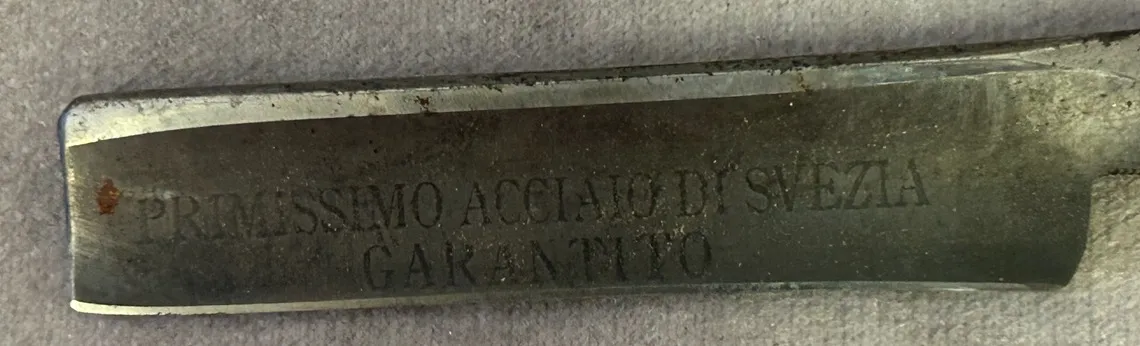 PRIMISSIMO ACCIAIO DI SVEZIA
GARANTITO